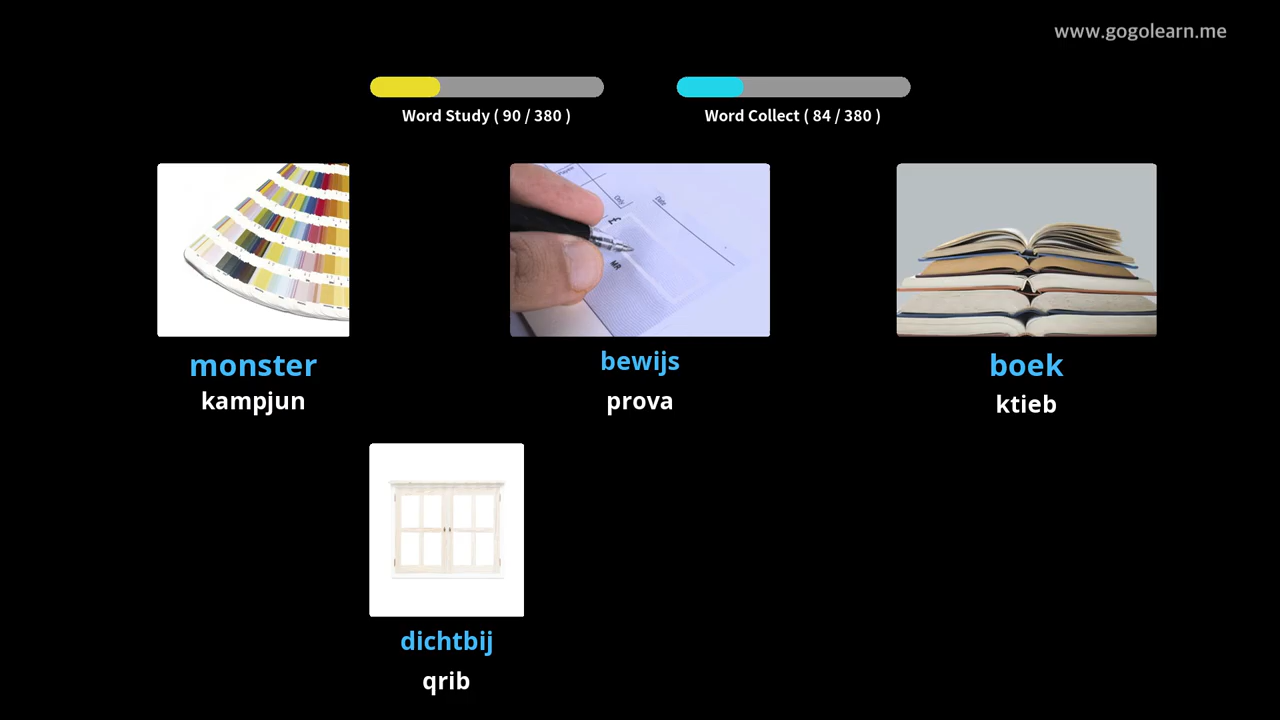 www.gogolearn.me
Word Study ( 90 / 380 )
Word Collect ( 84 / 380 )
monster
kampjun
bewijs
prova
boek
ktieb
dichtbij
qrib